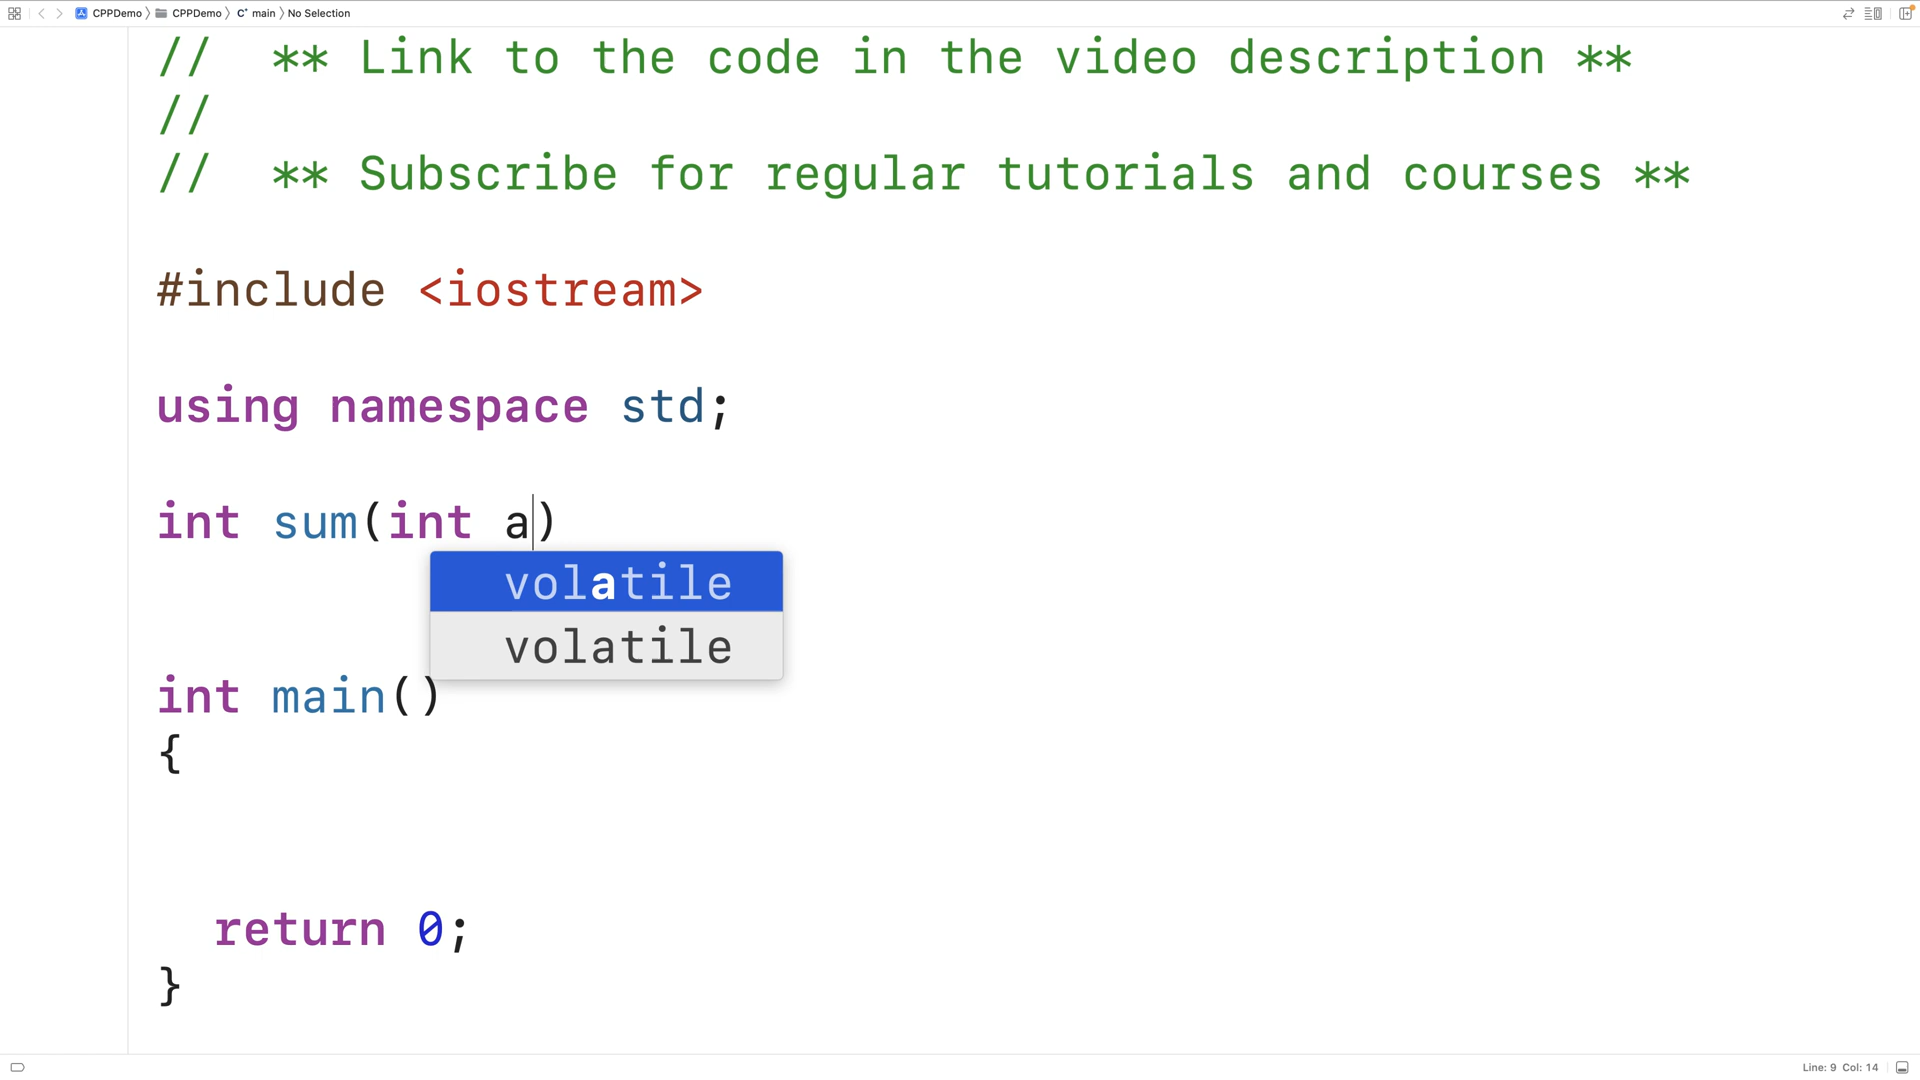 CPPDemo CPPDemo C+ main No Selection
//  ** Link to the code in the video description **
//
//  ** Subscribe for regular tutorials and courses **
#include <iostream>
using namespace std;
int sum(int a)
volatile
volatile
int main()
{
return 0;
}
Line: 9 Col: 14